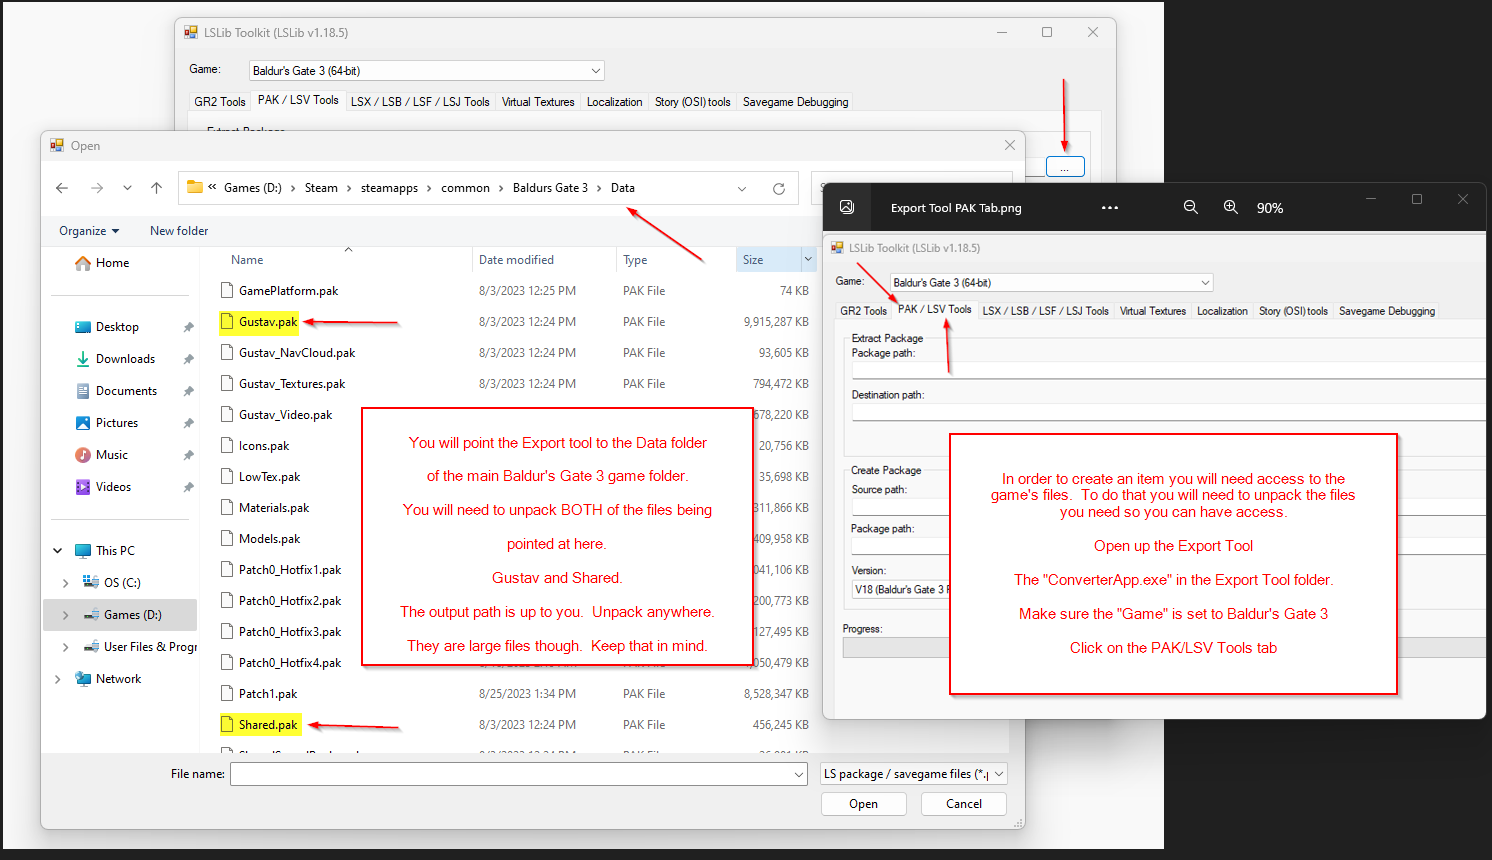 LSLib Toolkit (LSLib v1.18.5)
Game:
Baldur's Gate 3 (64-bit)
GR2 Tools
PAK / LSV Tools
LSX / LSB / LSF / LSJ Tools
Virtual Textures
Localization
Story (OSI) tools
Savegame Debugging
Extract Package
...
Open
« Games (D:) > Steam > steamapps > common > Baldurs Gate 3 > Data
Organize
New folder
Home
Desktop
Downloads
Documents
Pictures
Music
Videos
This PC
OS (C:)
Games (D:)
User Files & Progr
Network
Name Date modified Type Size
GamePlatform.pak 8/3/2023 12:25 PM PAK File 74 KB
Gustav.pak 8/3/2023 12:24 PM PAK File 9,915,287 KB
Gustav_NavCloud.pak 8/3/2023 12:24 PM PAK File 93,605 KB
Gustav_Textures.pak 8/3/2023 12:24 PM PAK File 794,472 KB
Gustav_Video.pak 678,220 KB
Icons.pak 20,756 KB
LowTex.pak 35,698 KB
Materials.pak 311,866 KB
Models.pak 409,958 KB
Patch0_Hotfix1.pak 041,106 KB
Patch0_Hotfix2.pak 200,773 KB
Patch0_Hotfix3.pak 127,495 KB
Patch0_Hotfix4.pak ,050,479 KB
Patch1.pak 8/25/2023 1:34 PM PAK File 8,528,347 KB
Shared.pak 8/3/2023 12:24 PM PAK File 456,245 KB
You will point the Export tool to the Data folder
of the main Baldur's Gate 3 game folder.
You will need to unpack BOTH of the files being
pointed at here.
Gustav and Shared.
The output path is up to you. Unpack anywhere.
They are large files though. Keep that in mind.
File name:
LS package / savegame files (*.p
Open
Cancel
Export Tool PAK Tab.png
...
90%
LSLib Toolkit (LSLib v1.18.5)
Game:
Baldur's Gate 3 (64-bit)
GR2 Tools
PAK / LSV Tools
LSX / LSB / LSF / LSJ Tools
Virtual Textures
Localization
Story (OSI) tools
Savegame Debugging
Extract Package
Package path:
Destination path:
Create Package
Source path:
Package path:
Version:
V18 (Baldur's Gate 3 F
Progress:
In order to create an item you will need access to the
game's files. To do that you will need to unpack the files
you need so you can have access.
Open up the Export Tool
The "ConverterApp.exe" in the Export Tool folder.
Make sure the "Game" is set to Baldur's Gate 3
Click on the PAK/LSV Tools tab